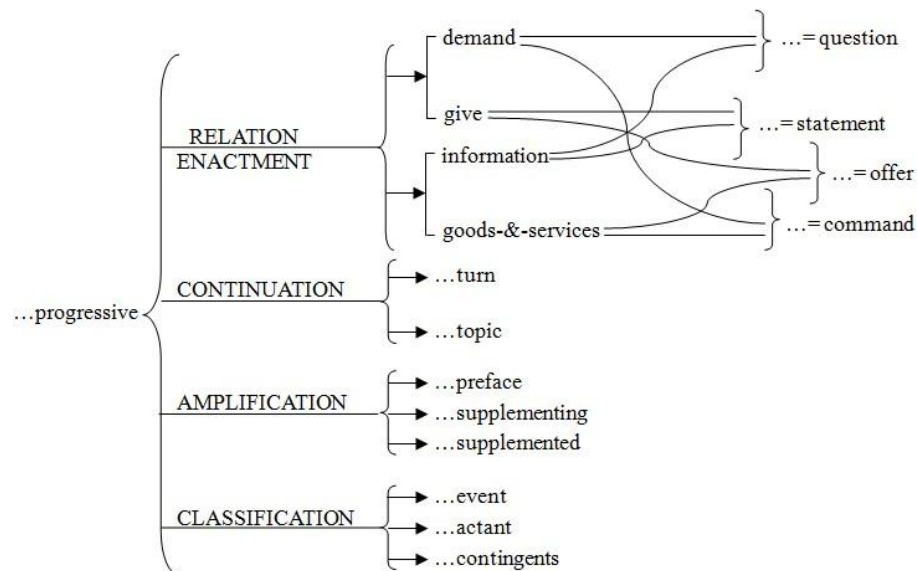 demand
…= question
give
…= statement
RELATION
ENACTMENT
information
…= offer
goods-&-services
…= command
…turn
CONTINUATION
…progressive
…topic
…preface
AMPLIFICATION
…supplementing
…supplemented
…event
CLASSIFICATION
…actant
…contingents